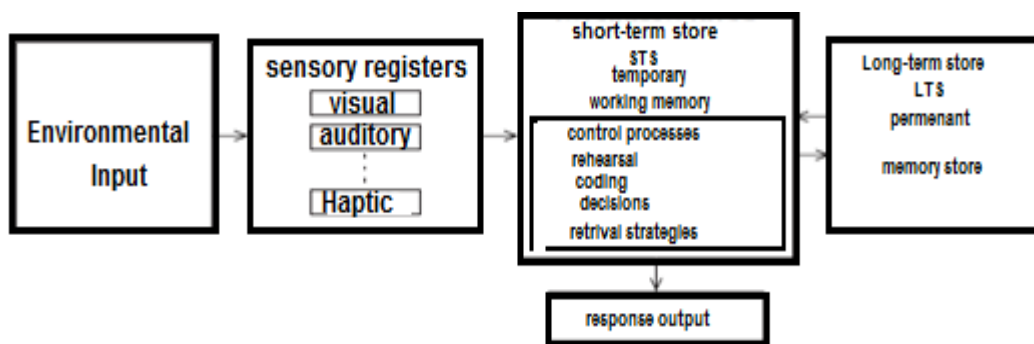 Environmental
Input
sensory registers
visual
auditory
Haptic
short-term store
STS
temporary
working memory
control processes
rehearsal
coding
decisions
retrival strategies
Long-term store
LTS
permenant
memory store
response output